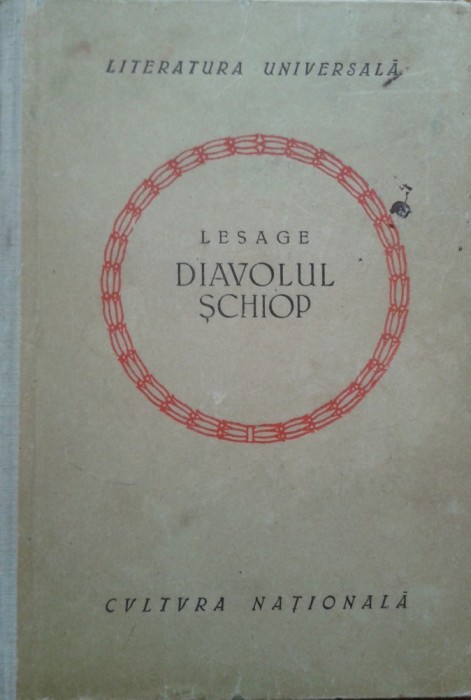 LITERATURA UNIVERSALĂ
LESAGE
DIAVOLUL
ȘCHIOP
CVLTVRA NAȚIONALĂ